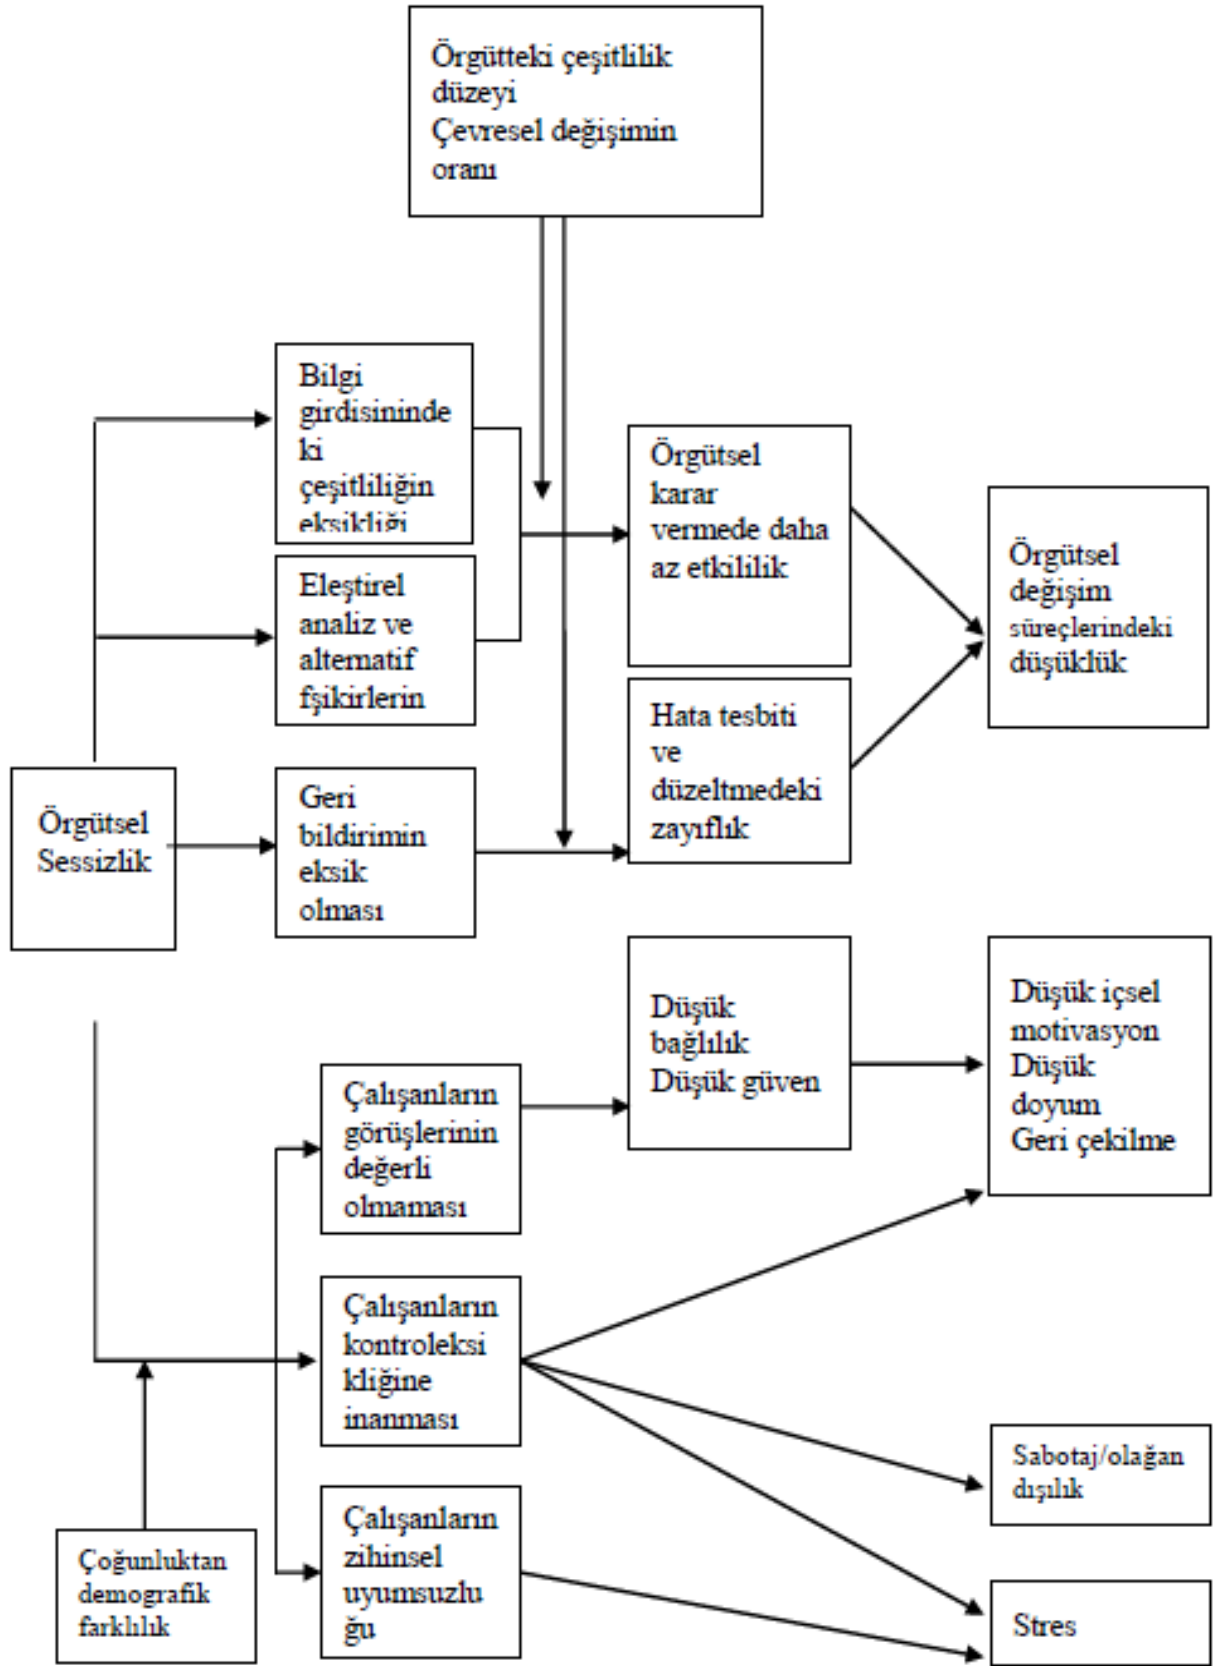 Örgütteki çeşitlilik
düzeyi
Çevresel değişimin
oranı
Bilgi
girdisininde
ki
çeşitliliğin
eksikliği
Eleştirel
analiz ve
alternatif
fşikirlerin
Örgütsel
karar
vermede daha
az etkililik
Örgütsel
değişim
süreçlerindeki
düşüklük
Hata tesbiti
ve
düzeltmedeki
zayıflık
Örgütsel
Sessizlik
Geri
bildirimin
eksik
olması
Düşük
bağlılık
Düşük güven
Düşük içsel
motivasyon
Düşük
doyum
Geri çekilme
Çalışanların
görüşlerinin
değerli
olmaması
Çalışanların
kontroleksi
kliğine
inanması
Sabotaj/olağan
dışılık
Çalışanların
zihinsel
uyumsuzlu
ğu
Çoğunluktan
demografik
farklılık
Stres